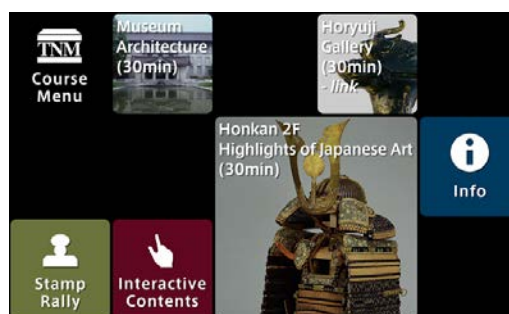 TNM
Course
Menu
Museum
Architecture
(30min)
Horyuji
Gallery
(30min)
- link
Honkan 2F
Highlights of Japanese Art
(30min)
Info
Stamp
Rally
Interactive
Contents